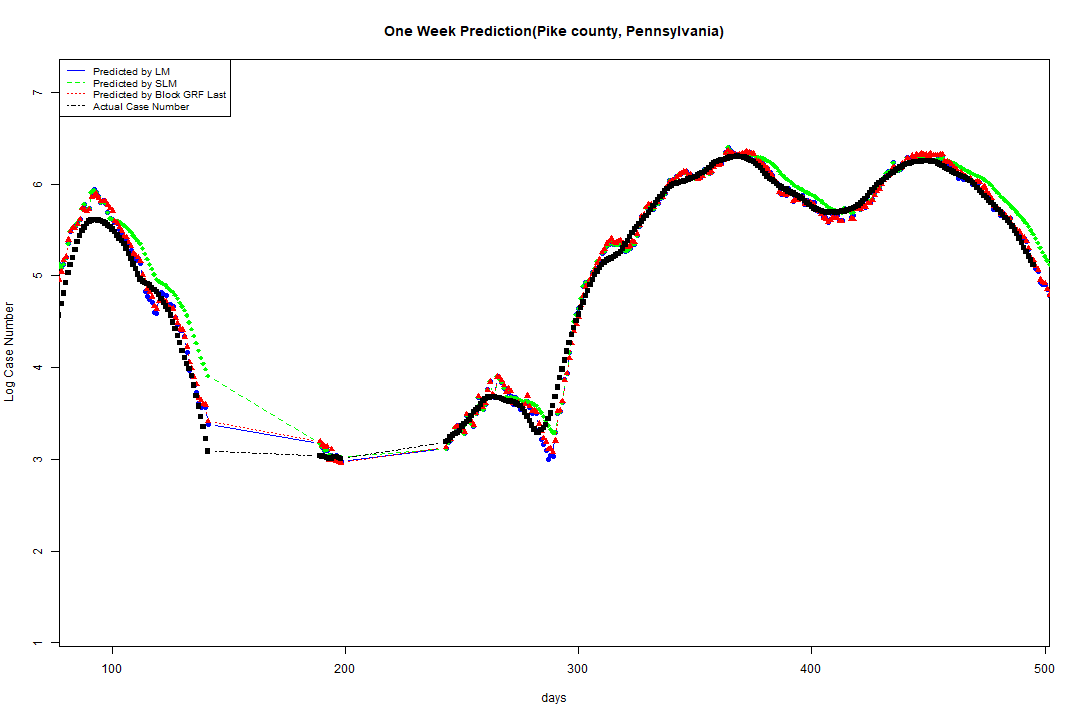 One Week Prediction(Pike county, Pennsylvania)
Predicted by LM
Predicted by SLM
Predicted by Block GRF Last
Actual Case Number
7
6
5
4
3
2
1
Log Case Number
100 200 300 400 500
days